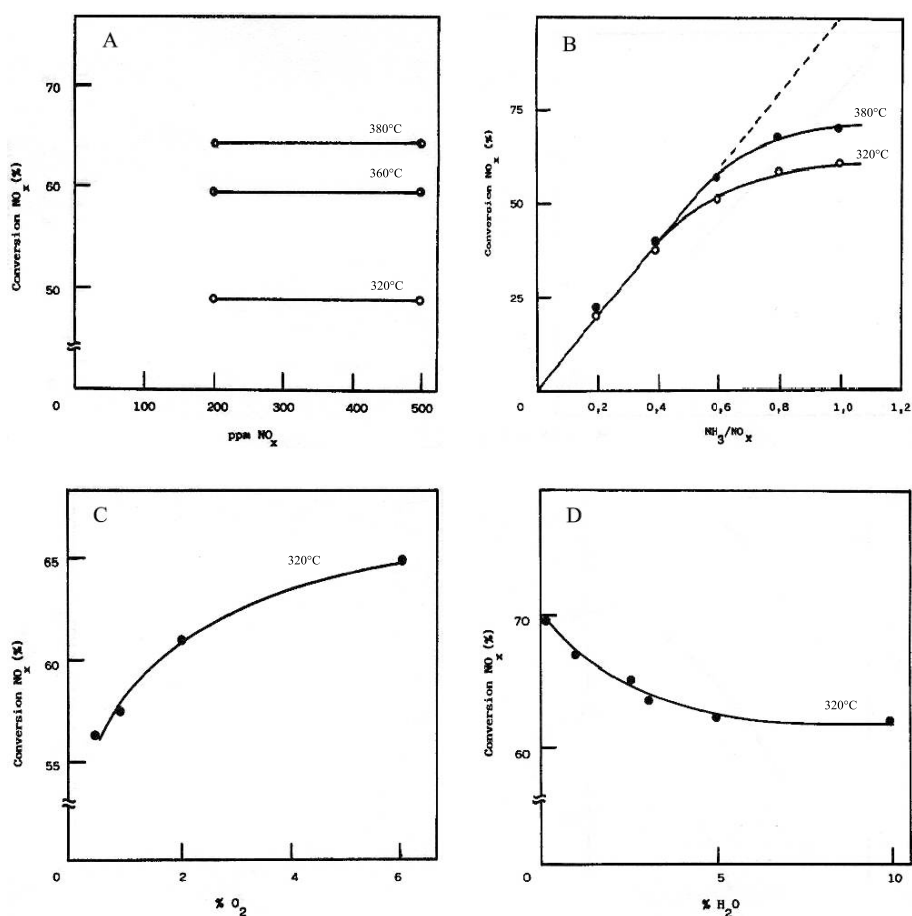 A
Conversion NOx (%)
70
60
50
0
380°C
360°C
320°C
100
200
300
400
500
ppm NOx
B
Conversion NOx (%)
75
50
25
0
380°C
320°C
0,2
0,4
0,6
0,8
1,0
1,2
NH3/NOx
C
Conversion NOx (%)
65
60
55
0
320°C
2
4
6
% O2
D
Conversion NOx (%)
70
60
0
320°C
5
10
% H2O